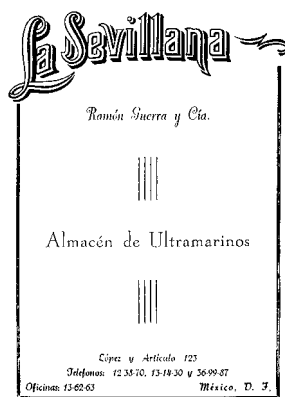 La Sevillana
Ramón Guerra y Cía.
Almacén de Ultramarinos
López y Artículo 123
Teléfonos: 12-38-70, 13-14-30 y 36-99-87
Oficinas: 13-62-63 México, D. F.